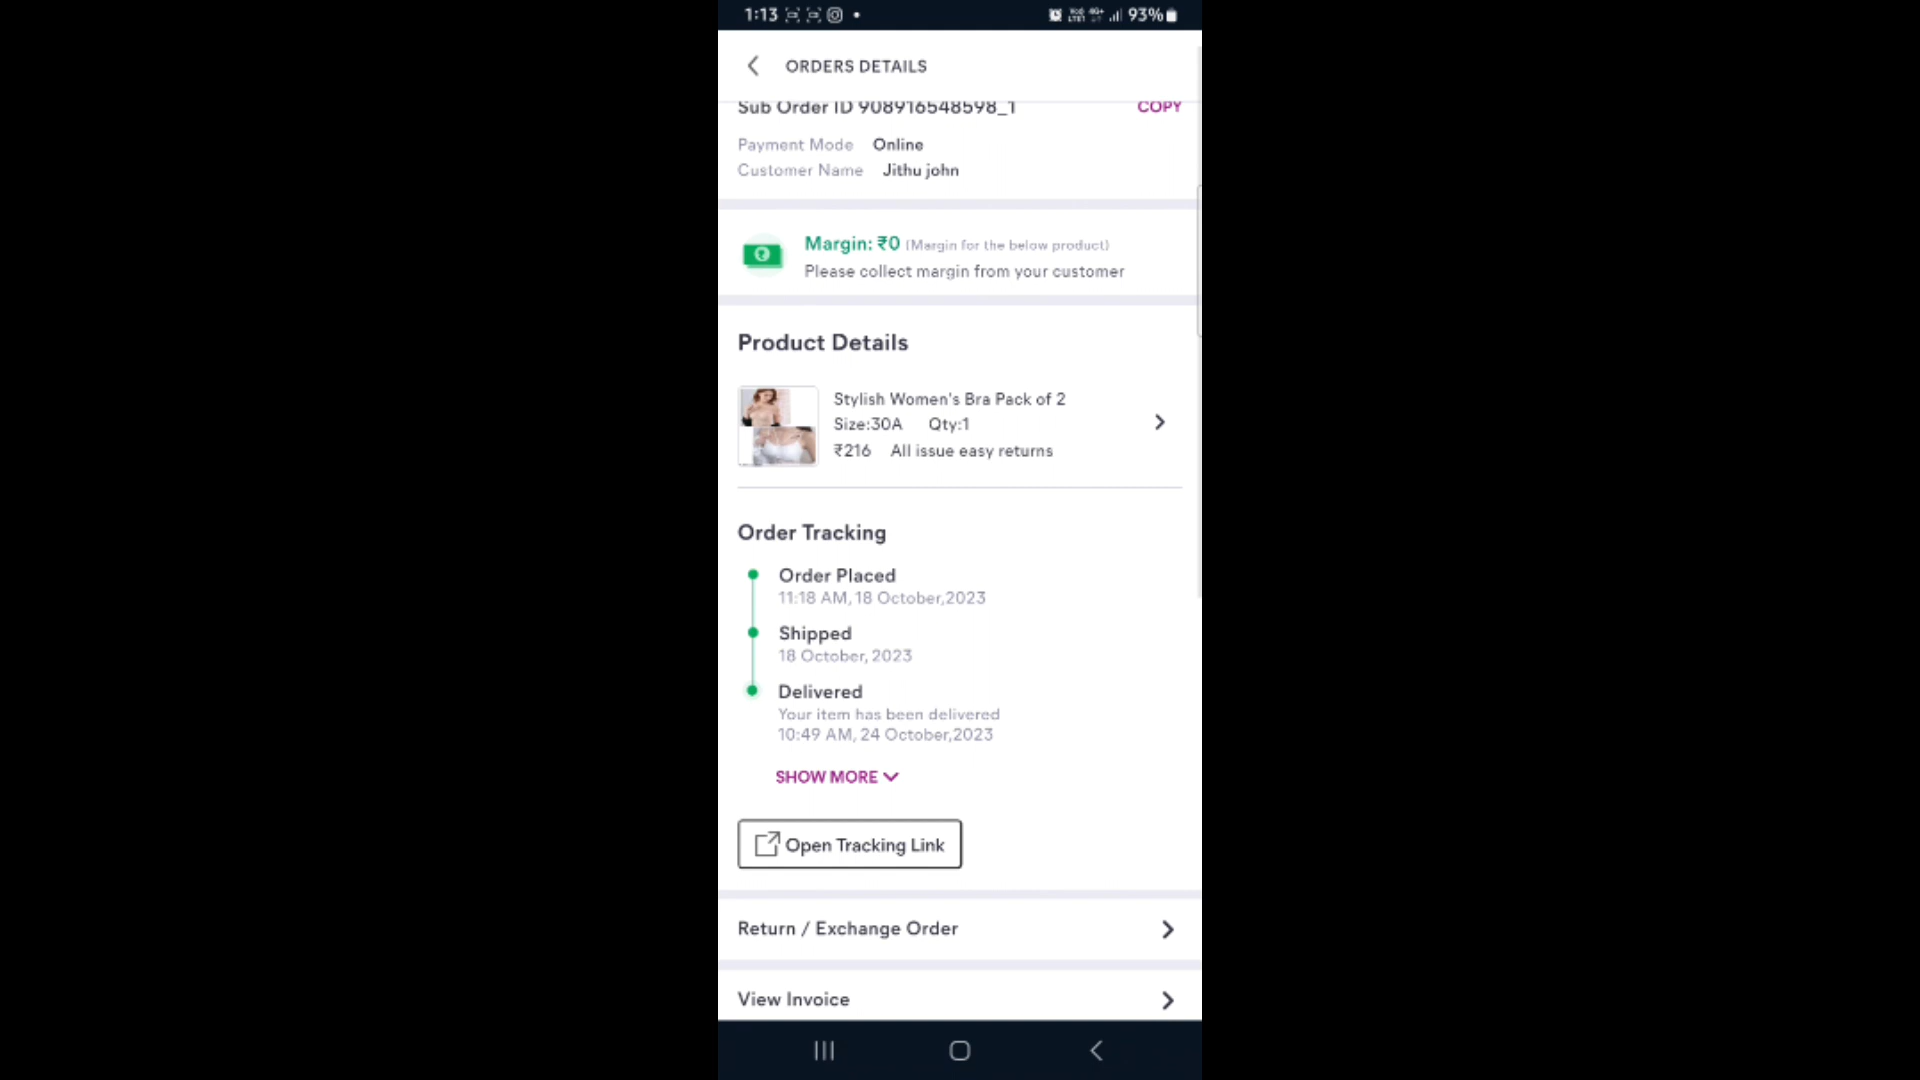 1:13
93%
ORDERS DETAILS
Sub Order ID 908916548598_1 COPY
Payment Mode Online
Customer Name Jithu john
Margin: ₹0 (Margin for the below product)
Please collect margin from your customer
Product Details
Stylish Women's Bra Pack of 2
Size:30A Qty:1
₹216 All issue easy returns
Order Tracking
Order Placed
11:18 AM, 18 October,2023
Shipped
18 October, 2023
Delivered
Your item has been delivered
10:49 AM, 24 October,2023
SHOW MORE
Open Tracking Link
Return / Exchange Order
View Invoice